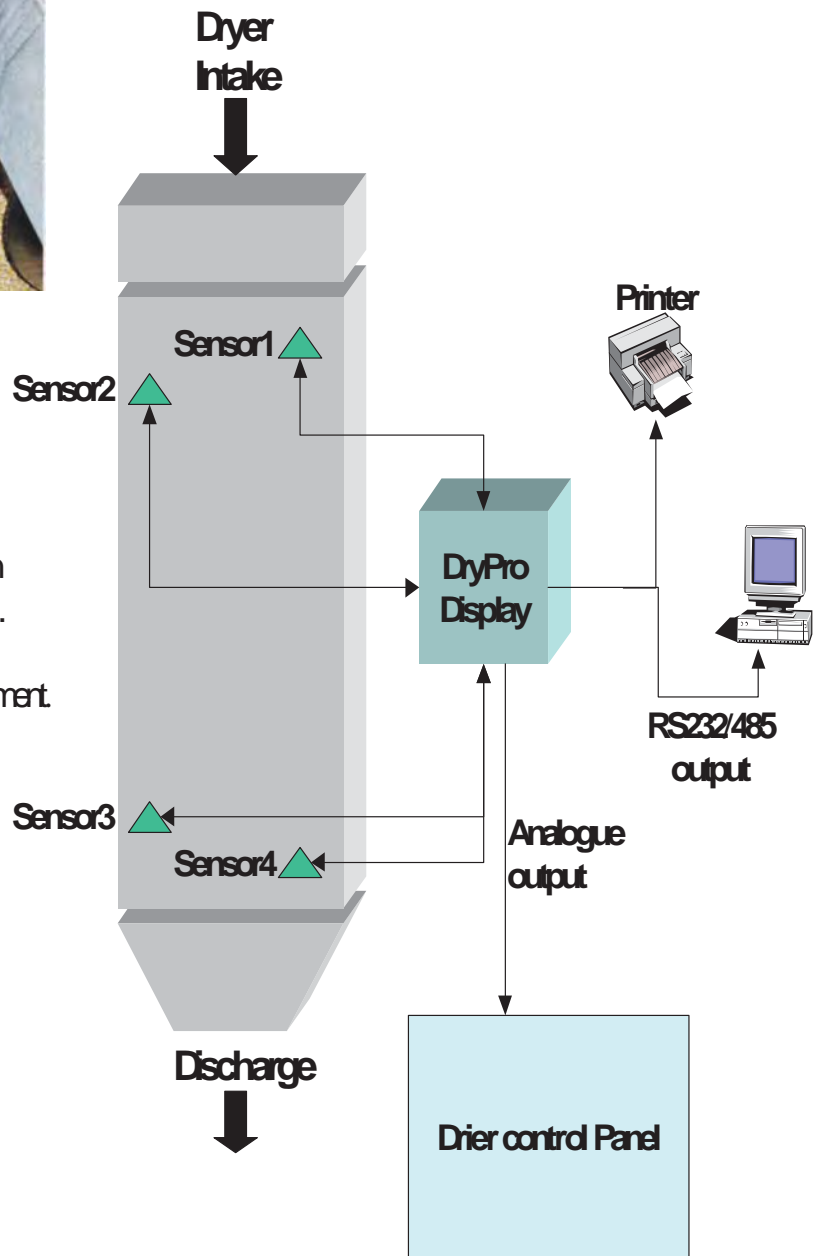 Dryer
Intake
Printer
Sensor1
Sensor2
DryPro
Display
.
RS232/485
output
Sensor3
Analogue
output
Sensor4
Discharge
Drier control Panel